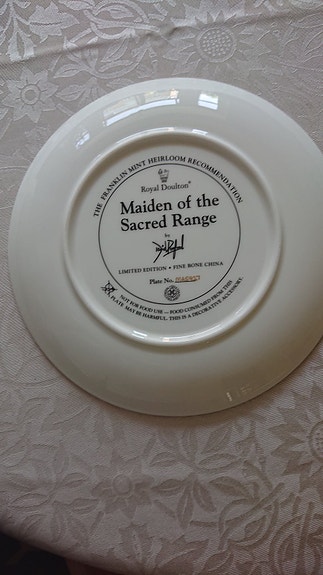 THE FRANKLIN MINT HEIRLOOM RECOMMENDATION
Royal Doulton®
Maiden of the
Sacred Range
by
LIMITED EDITION • FINE BONE CHINA
Plate No.
NOT FOR FOOD USE — FOOD CONSUMED FROM THIS
PLATE MAY BE HARMFUL. THIS IS A DECORATIVE ACCESSORY.